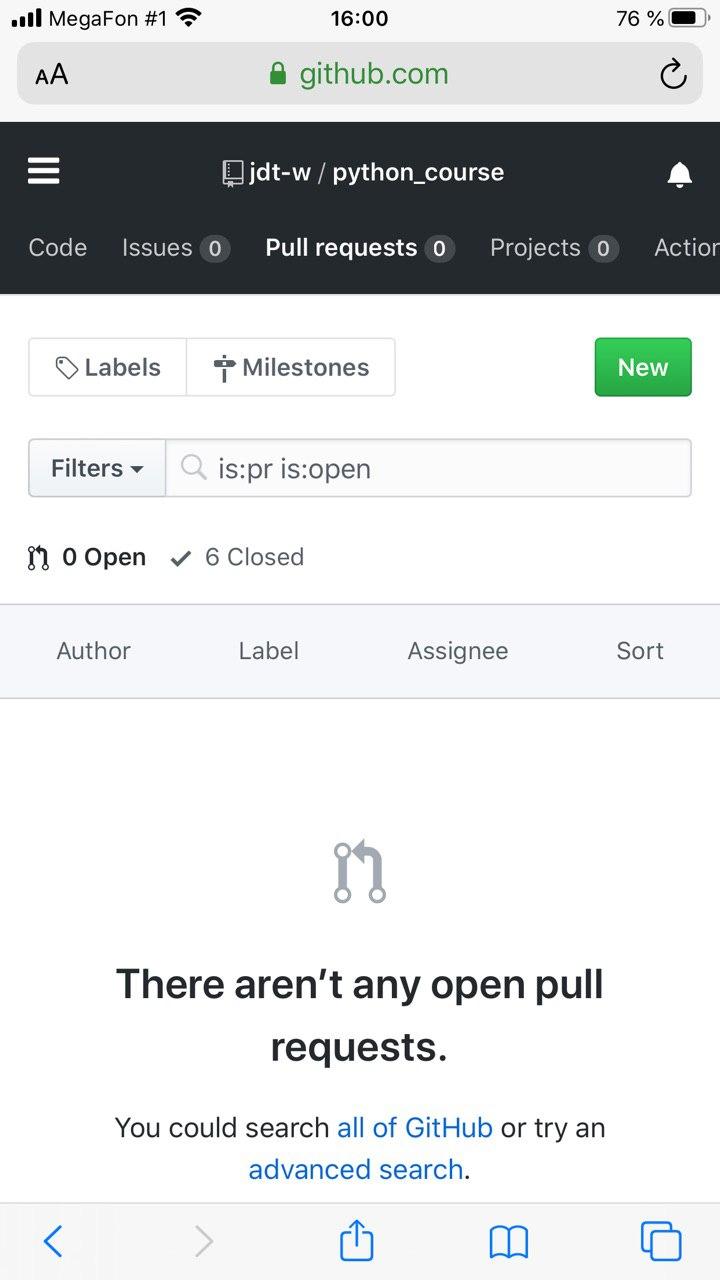 MegaFon #1 16:00 76 %
AA github.com
jdt-w / python_course
Code Issues 0 Pull requests 0 Projects 0 Action
Labels Milestones New
Filters is:pr is:open
0 Open 6 Closed
Author Label Assignee Sort
There aren’t any open pull
requests.
You could search all of GitHub or try an
advanced search.